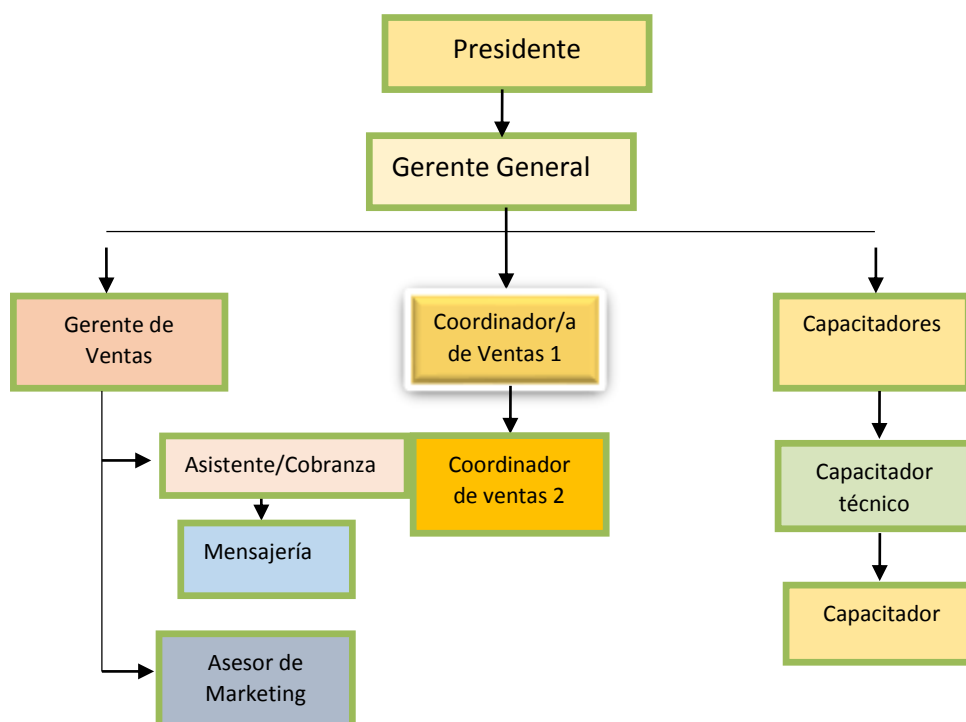 Presidente
Gerente General
Gerente de
Ventas
Coordinador/a
de Ventas 1
Capacitadores
Asistente/Cobranza
Coordinador
de ventas 2
Capacitador
técnico
Mensajería
Capacitador
Asesor de
Marketing